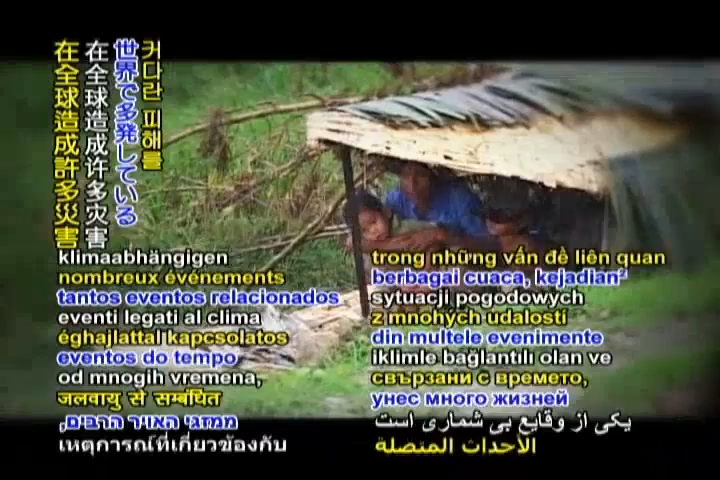 在全球造成許多災害
在全球造成许多灾害
世界で多発している
커다란 피해를
klimaabhängigen
nombreux événements
tantos eventos relacionados
eventi legati al clima
éghajlattal kapcsolatos
eventos do tempo
od mnogih vremena,
जलवायु से सम्बंधित
ממזגי האויר הרבים,
เหตุการณ์ที่เกี่ยวข้องกับ
trong những vấn đề liên quan
berbagai cuaca, kejadian²
sytuacji pogodowych
z mnohých udalostí
din multele evenimente
iklimle bağlantılı olan ve
свързани с времето,
унес много жизней
یکی از وقایع بی شماری است
الأحداث المتصلة